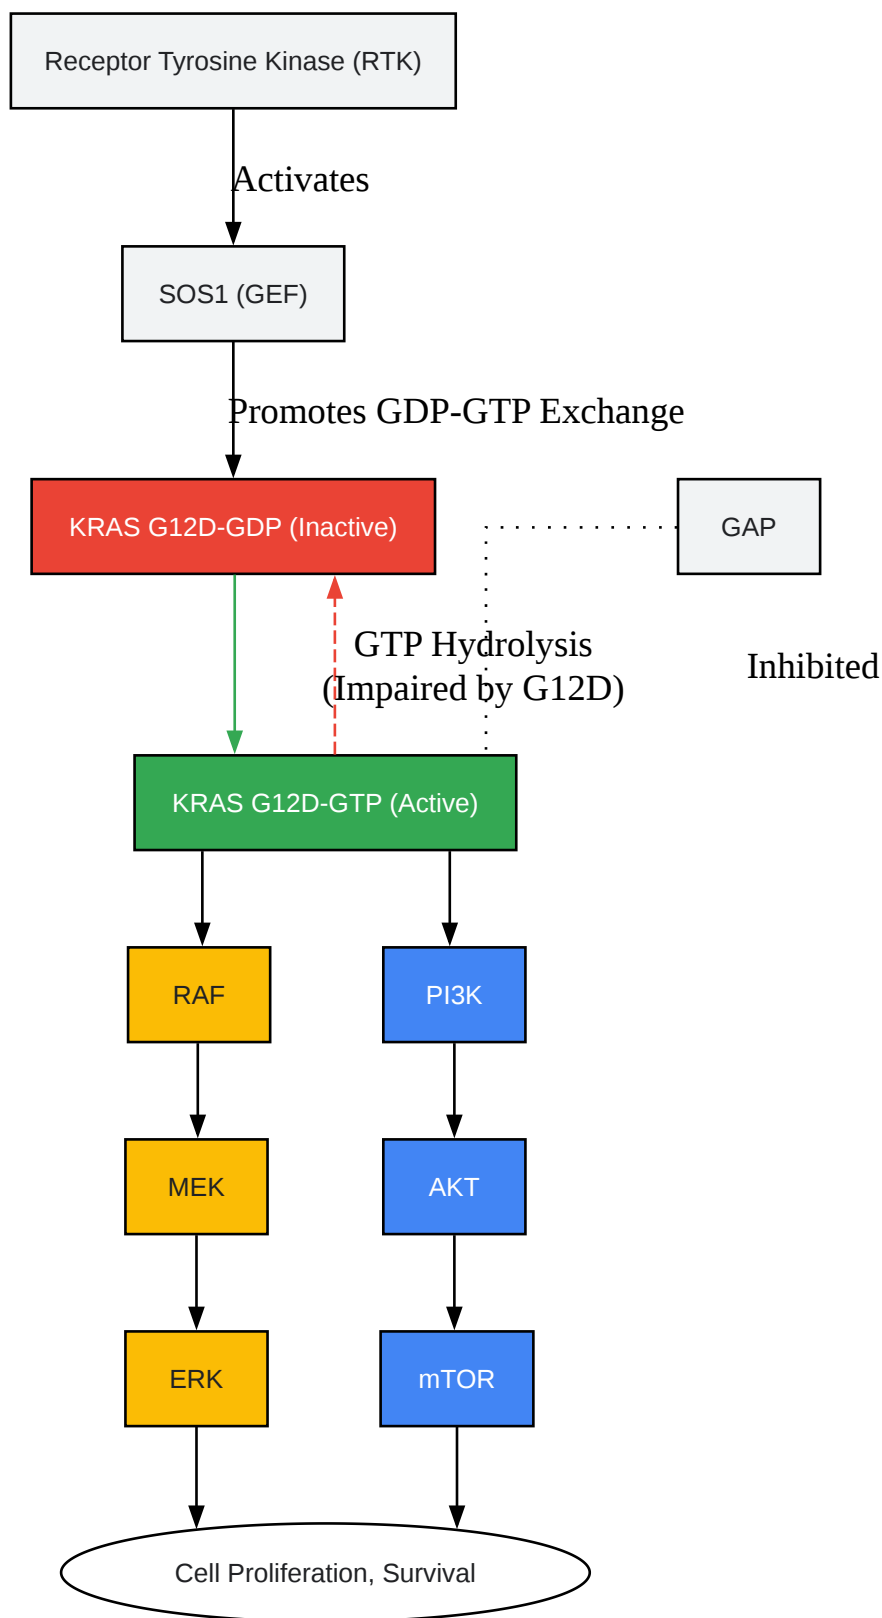 Receptor Tyrosine Kinase (RTK)
Activates
SOS1 (GEF)
Promotes GDP-GTP Exchange
KRAS G12D-GDP (Inactive)
GAP
GTP Hydrolysis
(Impaired by G12D)
Inhibited
KRAS G12D-GTP (Active)
RAF
PI3K
MEK
AKT
ERK
mTOR
Cell Proliferation, Survival